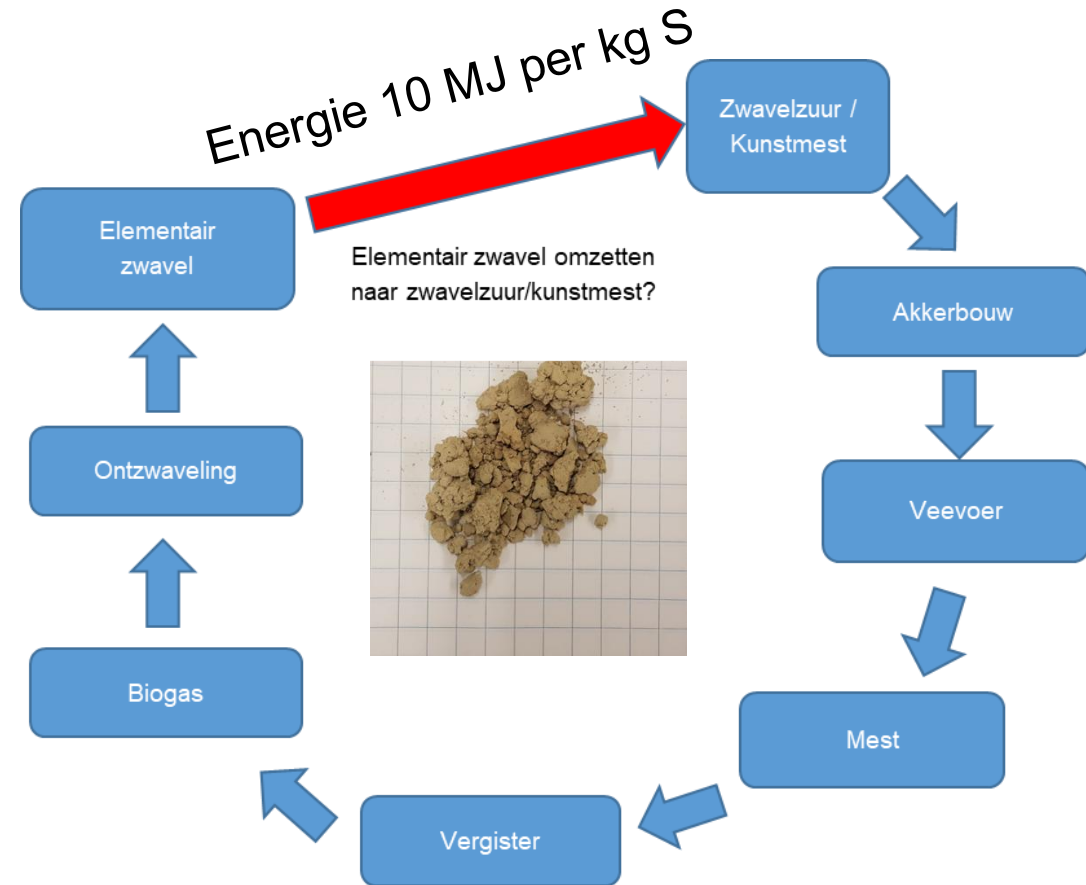 Energie 10 MJ per kg S
Zwavelzuur /
Kunstmest
Elementair
zwavel
Elementair zwavel omzetten
naar zwavelzuur/kunstmest?
Akkerbouw
Ontzwaveling
Veevoer
Biogas
Mest
Vergister